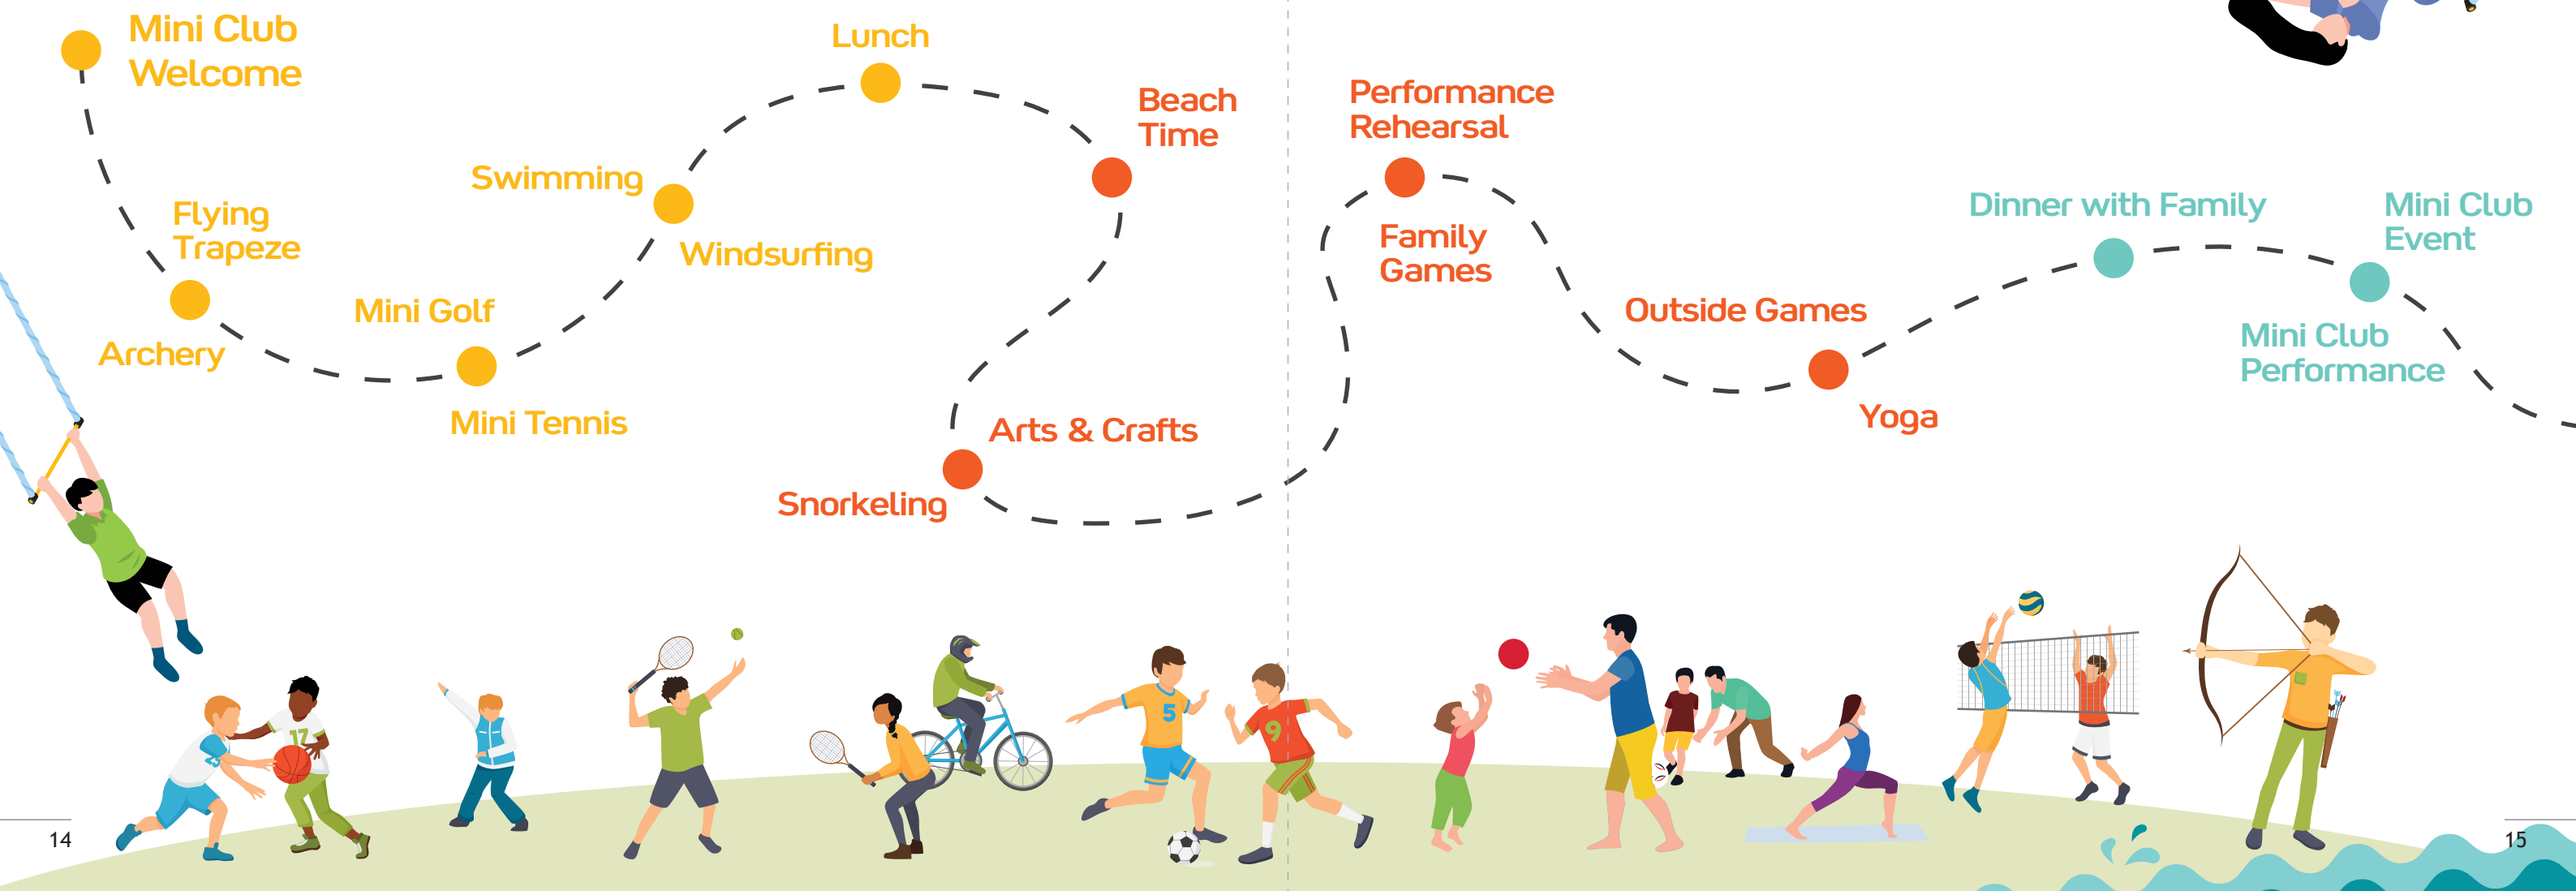 Mini Club
Welcome
Flying
Trapeze
Archery
Mini Golf
Mini Tennis
Swimming
Windsurfing
Lunch
Beach
Time
Arts & Crafts
Snorkeling
Performance
Rehearsal
Family
Games
Outside Games
Yoga
Dinner with Family
Mini Club
Event
Mini Club
Performance
17
5
9
14
15